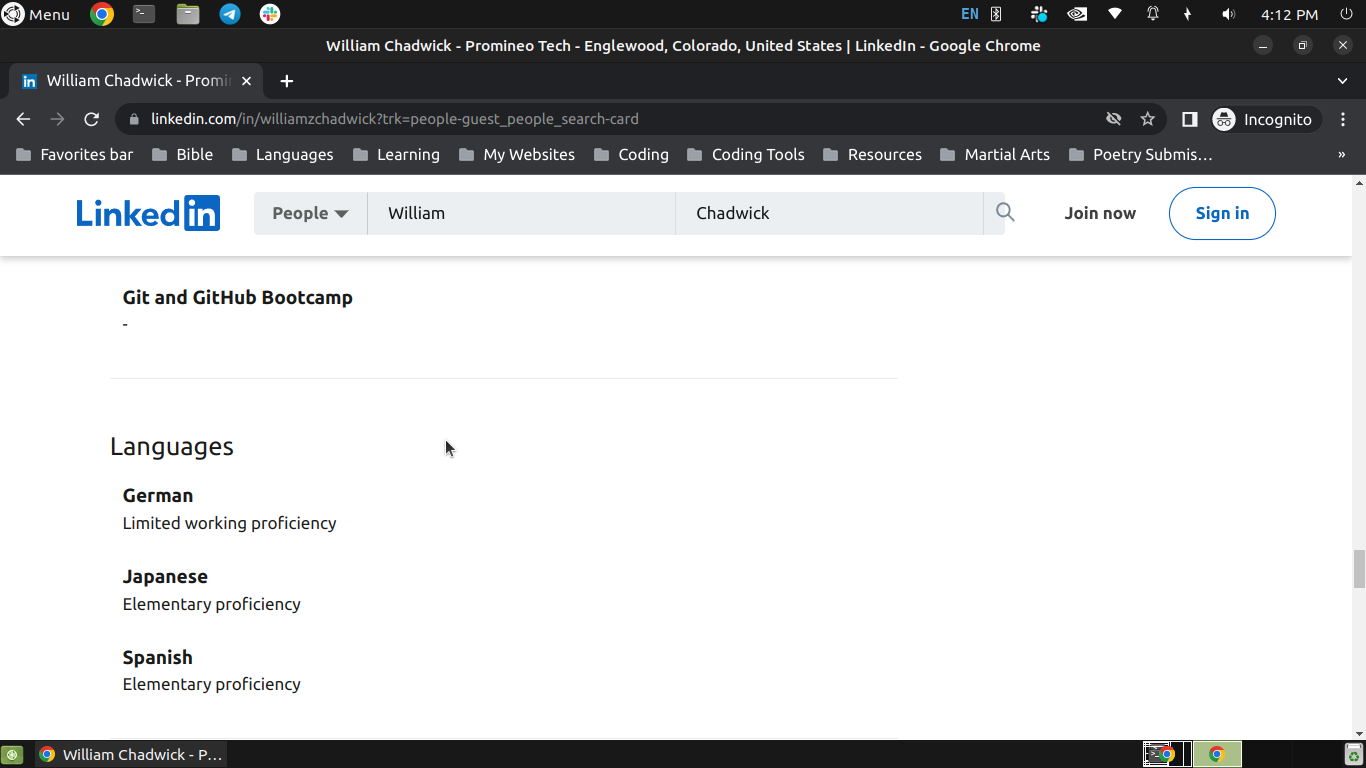 Menu
EN
4:12 PM
William Chadwick - Promineo Tech - Englewood, Colorado, United States | LinkedIn - Google Chrome
in William Chadwick - Promi
linkedin.com/in/williamzchadwick?trk=people-guest_people_search-card
Incognito
Favorites bar Bible Languages Learning My Websites Coding Coding Tools Resources Martial Arts Poetry Submis… »
Linkedin People William Chadwick Join now Sign in
Git and GitHub Bootcamp
-
Languages
German
Limited working proficiency
Japanese
Elementary proficiency
Spanish
Elementary proficiency
William Chadwick - P...